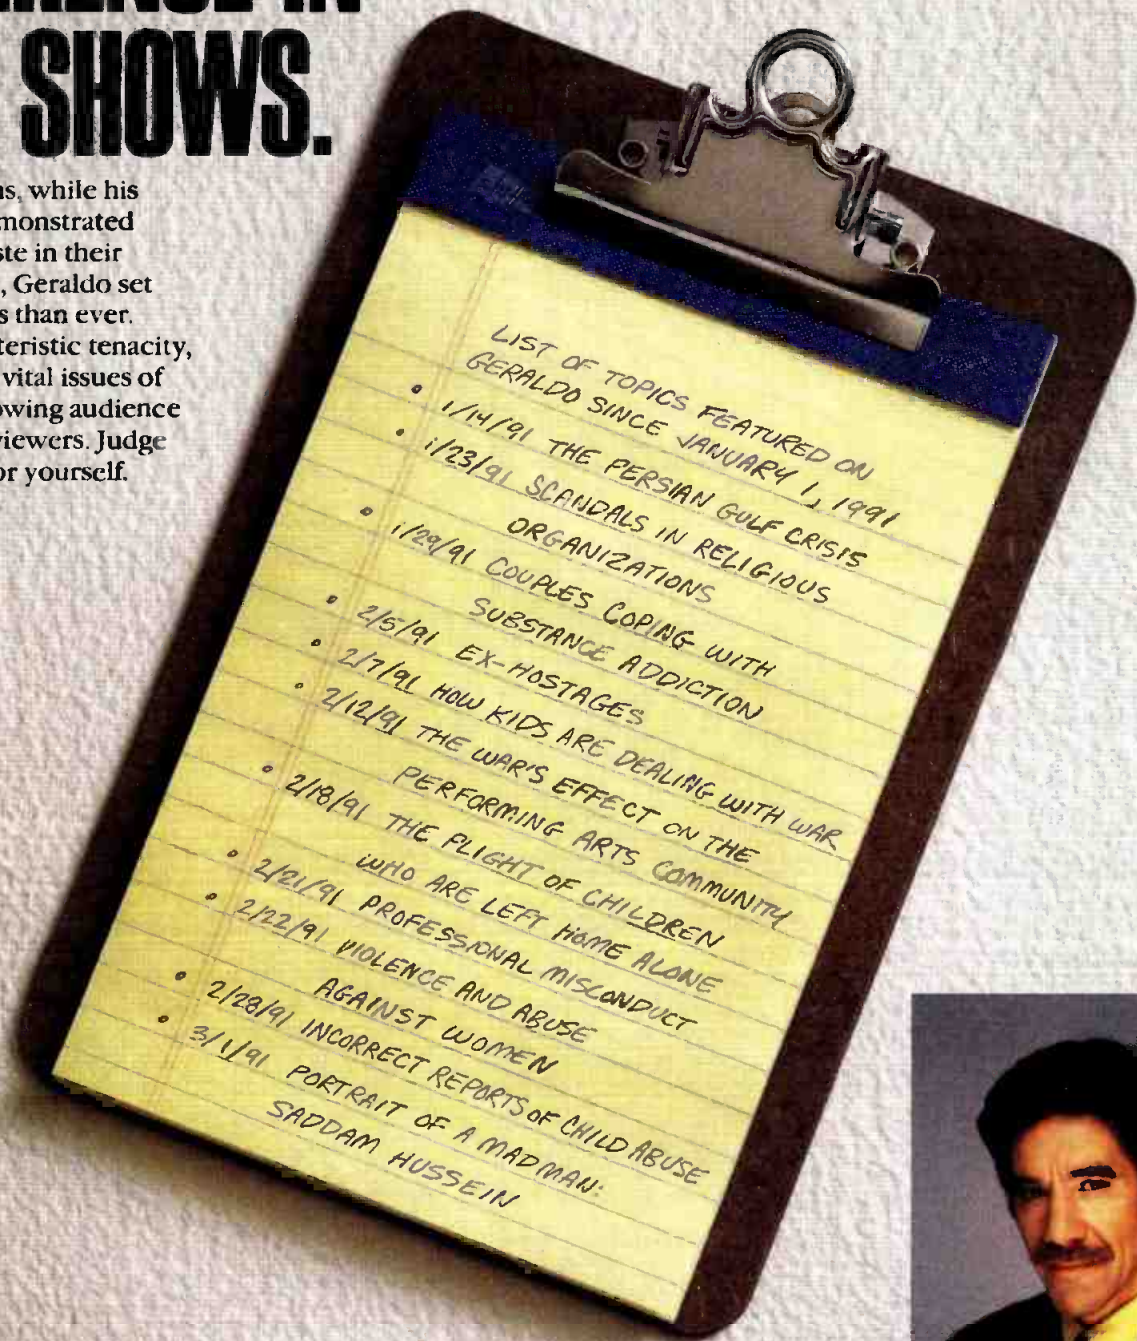 SHOWS.
while his
monstrated
ste in their
, Geraldo set
s than ever.
teristic tenacity,
vital issues of
owing audience
viewers. Judge
or yourself.
LIST OF TOPICS FEATURED ON
GERALDO SINCE JANUARY 1, 1991
• 1/14/91 THE PERSIAN GULF CRISIS
• 1/23/91 SCANDALS IN RELIGIOUS
ORGANIZATIONS
• 1/29/91 COUPLES COPING WITH
SUBSTANCE ADDICTION
• 2/5/91 EX-HOSTAGES
• 2/7/91 HOW KIDS ARE DEALING WITH WAR
• 2/12/91 THE WAR'S EFFECT ON THE
PERFORMING ARTS COMMUNITY
• 2/18/91 THE PLIGHT OF CHILDREN
WHO ARE LEFT HOME ALONE
• 2/21/91 PROFESSIONAL MISCONDUCT
• 2/22/91 VIOLENCE AND ABUSE
AGAINST WOMEN
• 2/28/91 INCORRECT REPORTS OF CHILD ABUSE
• 3/1/91 PORTRAIT OF A MADMAN:
SADDAM HUSSEIN